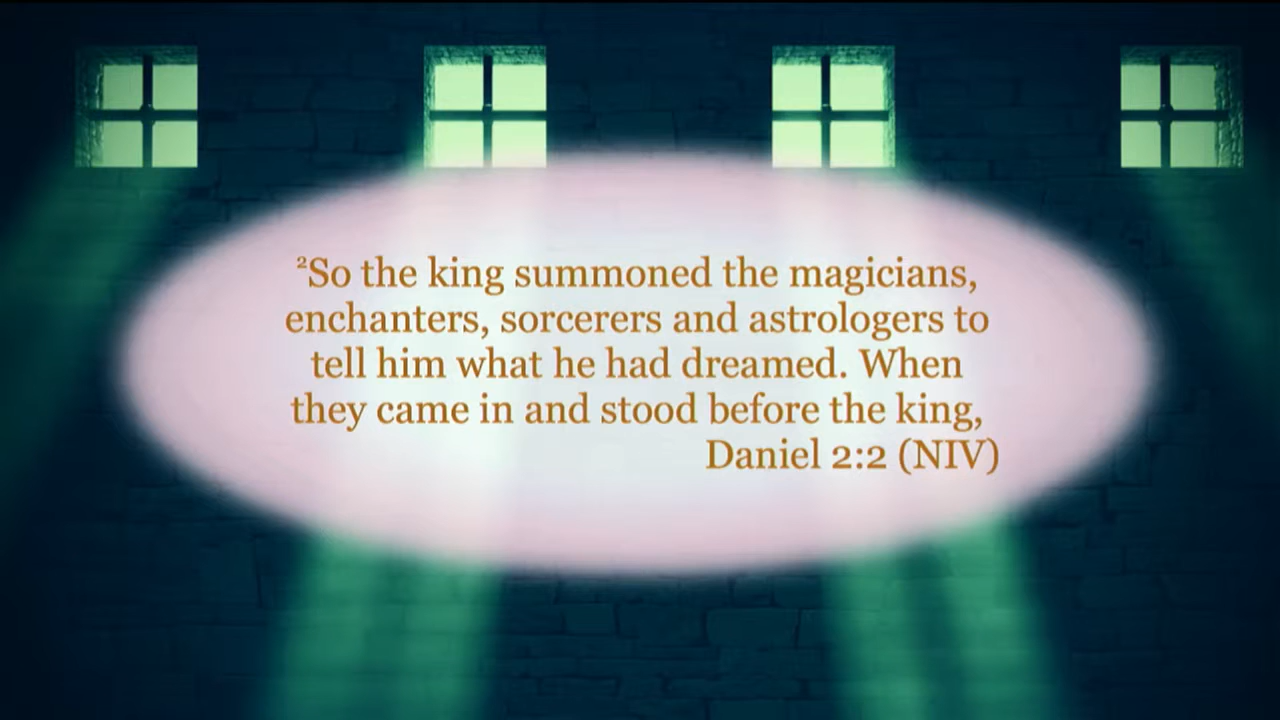 ²So the king summoned the magicians,
enchanters, sorcerers and astrologers to
tell him what he had dreamed. When
they came in and stood before the king,
Daniel 2:2 (NIV)